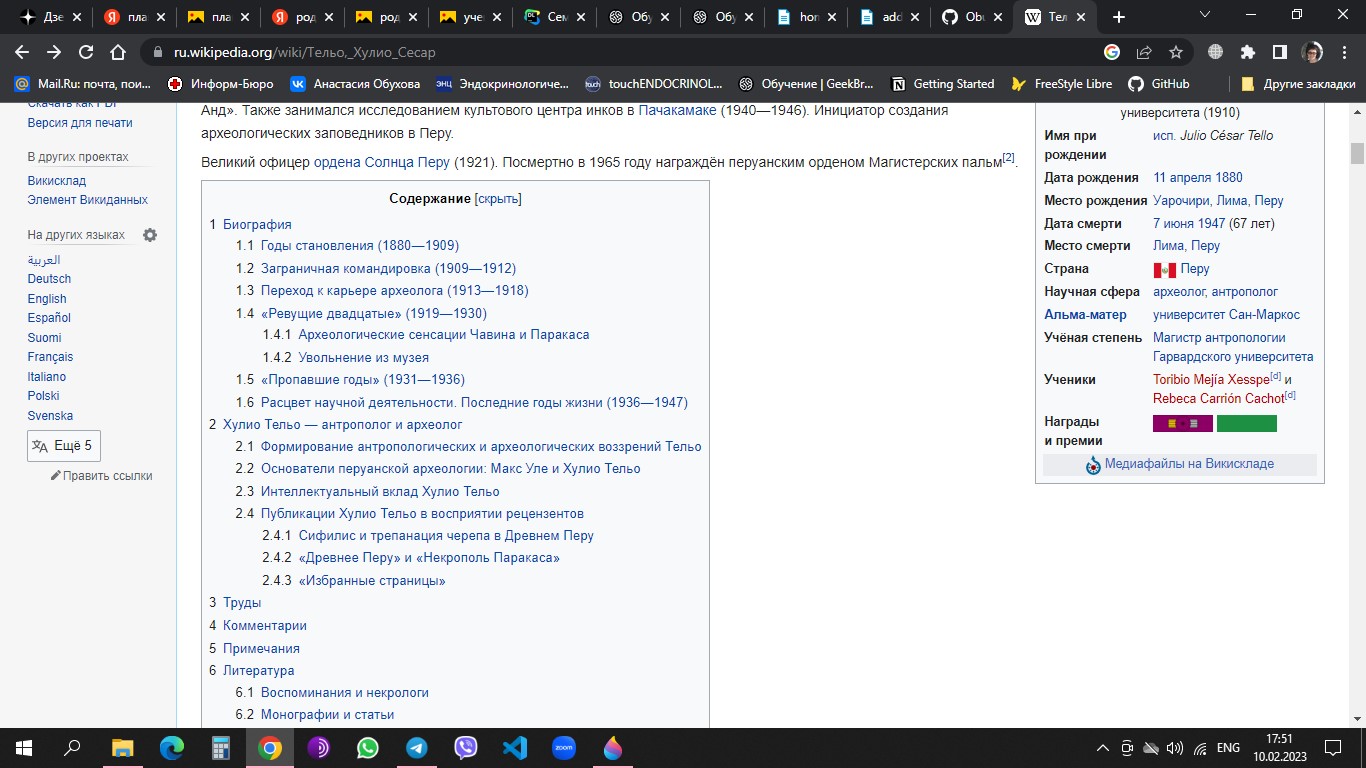 Дзе
пла
пла
род
род
уче
Сем
Обу
Обу
hon
add
Obu
Тел
ru.wikipedia.org/wiki/Тельо,_Хулио_Сесар
Mail.Ru: почта, пои...
Информ-Бюро
Анастасия Обухова
Эндокринологиче...
touchENDOCRINOL...
Обучение | GeekBr...
Getting Started
FreeStyle Libre
GitHub
Другие закладки
Скачать как PDF
Версия для печати
В других проектах
Викисклад
Элемент Викиданных
На других языках
العربية
Deutsch
English
Español
Suomi
Français
Italiano
Polski
Svenska
Ещё 5
Править ссылки
Анд». Также занимался исследованием культового центра инков в Пачакамаке (1940—1946). Инициатор создания
археологических заповедников в Перу.
Великий офицер ордена Солнца Перу (1921). Посмертно в 1965 году награждён перуанским орденом Магистерских пальм[2].
Содержание [скрыть]
1 Биография
1.1 Годы становления (1880—1909)
1.2 Заграничная командировка (1909—1912)
1.3 Переход к карьере археолога (1913—1918)
1.4 «Ревущие двадцатые» (1919—1930)
1.4.1 Археологические сенсации Чавина и Паракаса
1.4.2 Увольнение из музея
1.5 «Пропавшие годы» (1931—1936)
1.6 Расцвет научной деятельности. Последние годы жизни (1936—1947)
2 Хулио Тельо — антрополог и археолог
2.1 Формирование антропологических и археологических воззрений Тельо
2.2 Основатели перуанской археологии: Макс Уле и Хулио Тельо
2.3 Интеллектуальный вклад Хулио Тельо
2.4 Публикации Хулио Тельо в восприятии рецензентов
2.4.1 Сифилис и трепанация черепа в Древнем Перу
2.4.2 «Древнее Перу» и «Некрополь Паракаса»
2.4.3 «Избранные страницы»
3 Труды
4 Комментарии
5 Примечания
6 Литература
6.1 Воспоминания и некрологи
6.2 Монографии и статьи
университета (1910)
Имя при рождении исп. Julio César Tello
Дата рождения 11 апреля 1880
Место рождения Уарочири, Лима, Перу
Дата смерти 7 июня 1947 (67 лет)
Место смерти Лима, Перу
Страна Перу
Научная сфера археолог, антрополог
Альма-матер университет Сан-Маркос
Учёная степень Магистр антропологии
Гарвардского университета
Ученики Toribio Mejía Xesspe[d] и
Rebeca Carrión Cachot[d]
Награды
и премии
Медиафайлы на Викискладе
zoom
ENG
17:51
10.02.2023